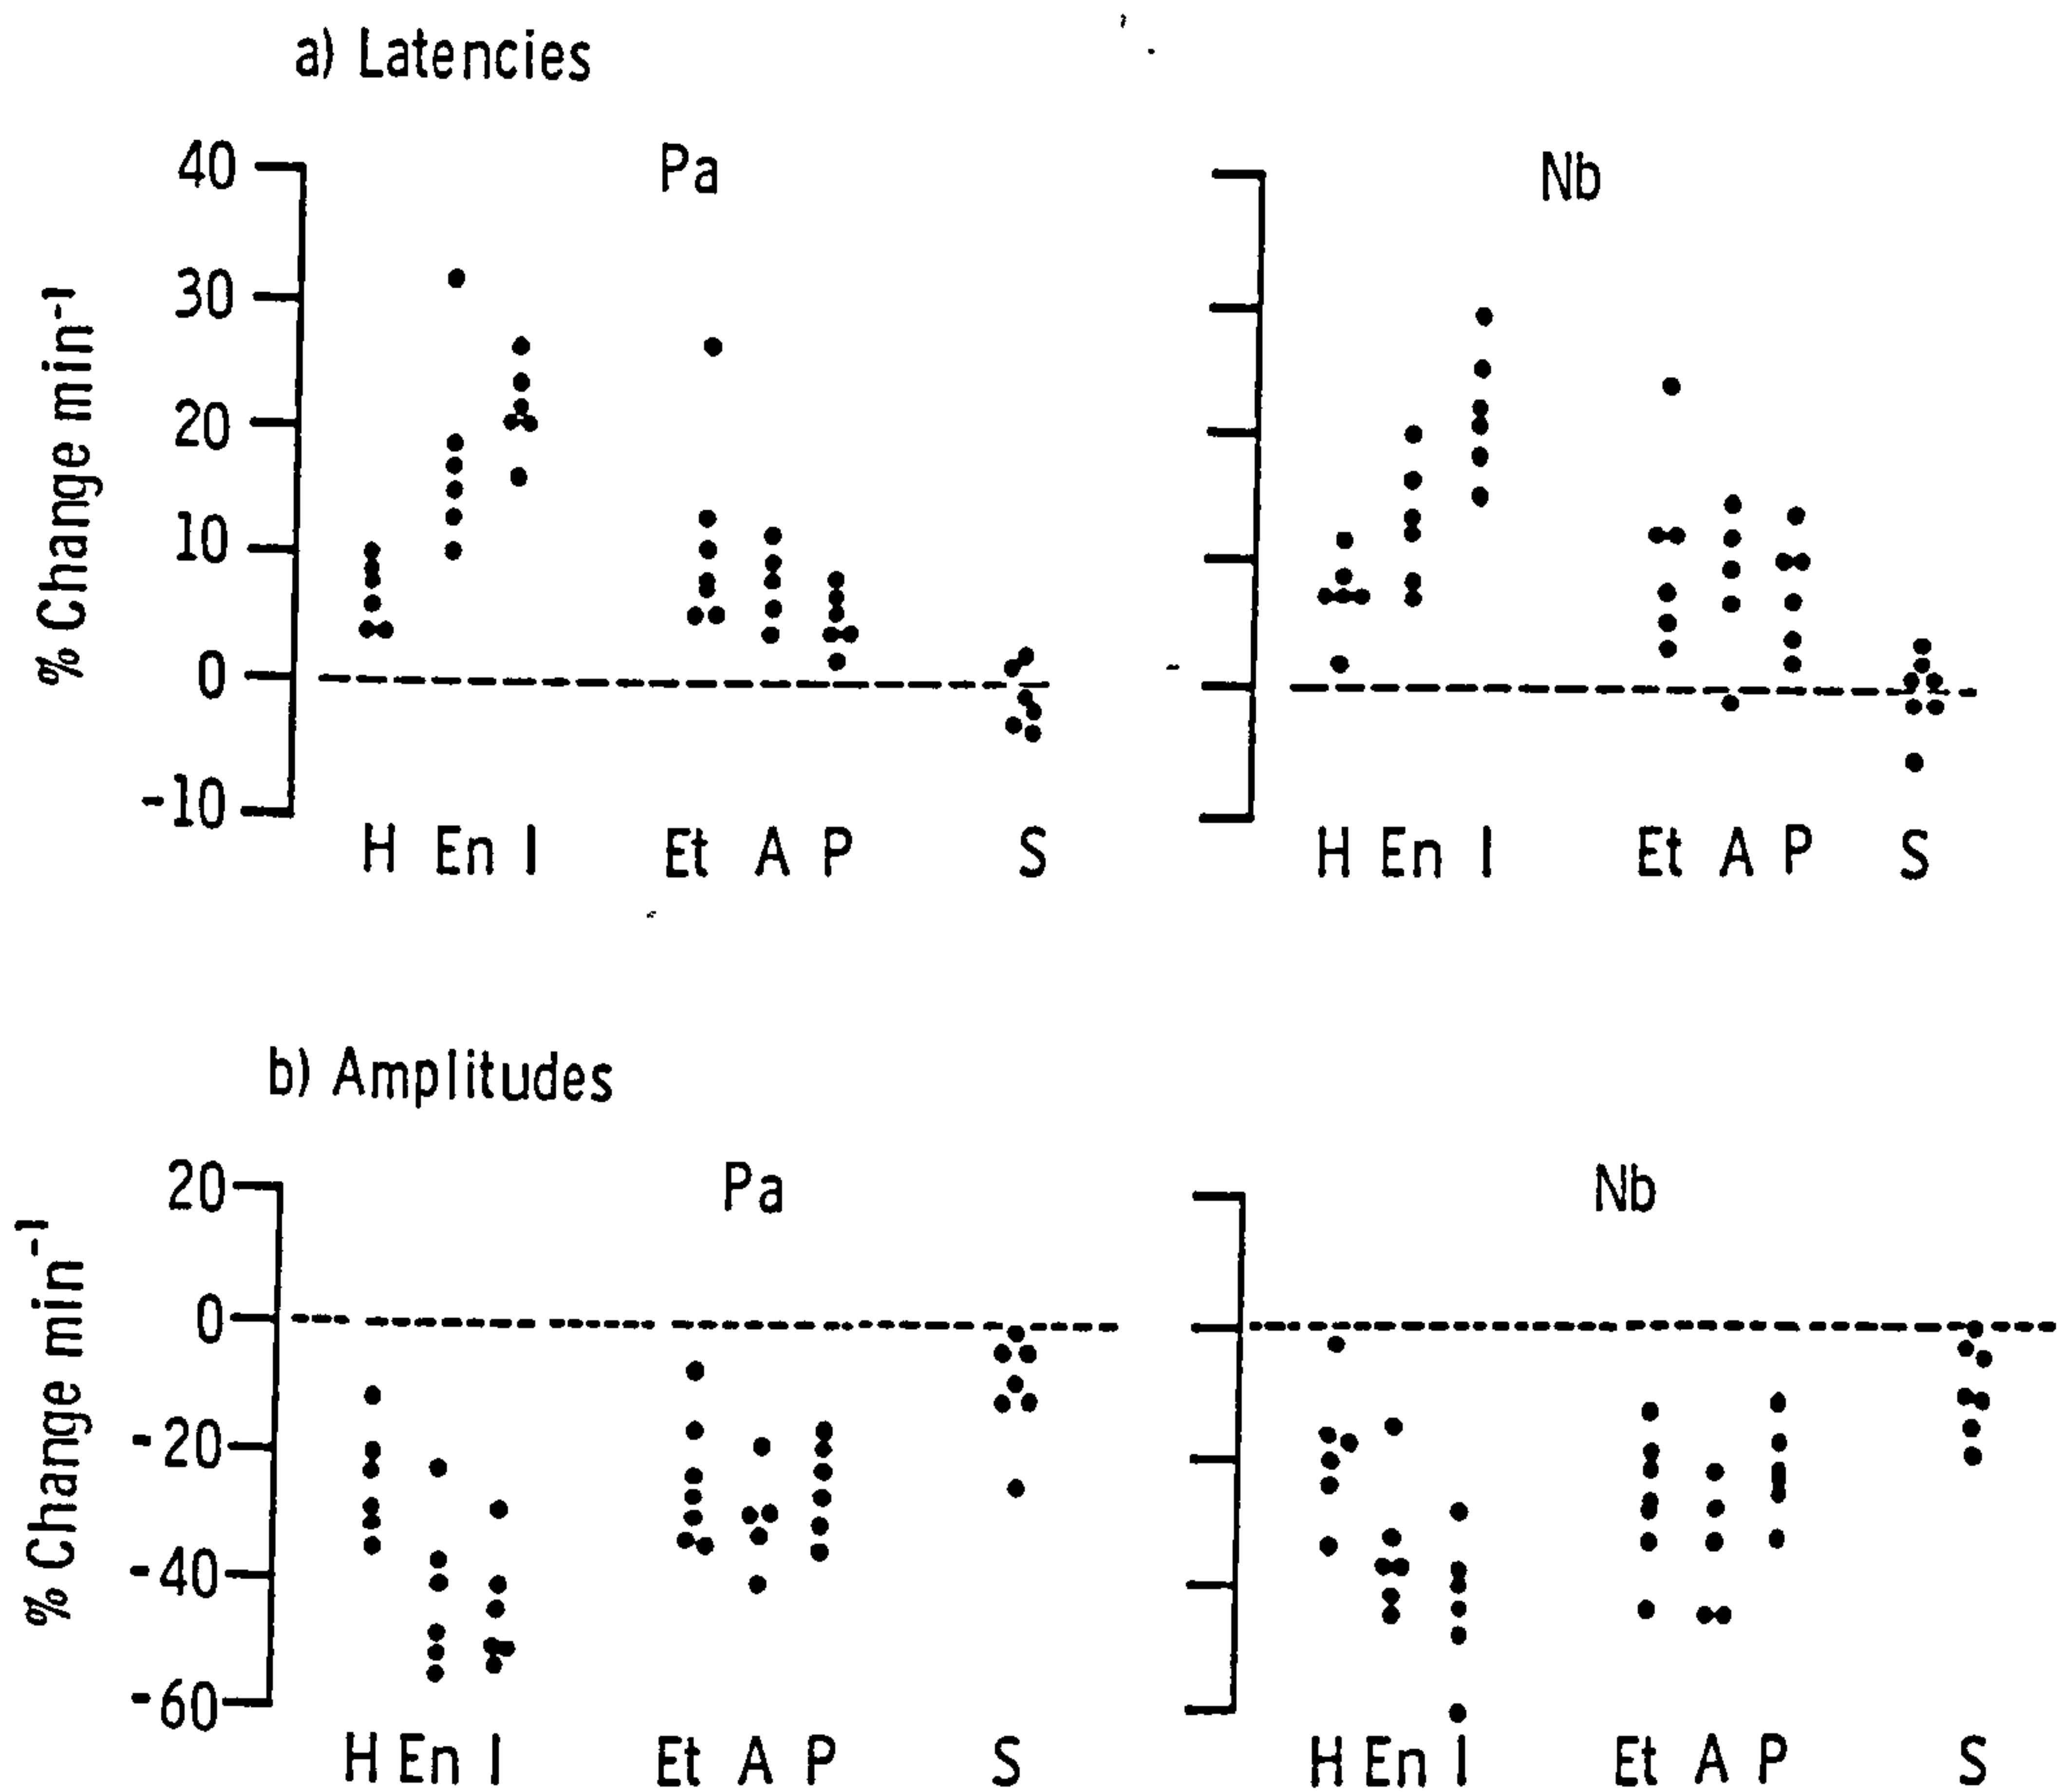 a) Latencies
Pa
Nb
40
30
20
10
0
-10
% Change min-1
H En I Et A P S
H En I Et A P S
b) Amplitudes
Pa
Nb
20
0
-20
-40
-60
% Change min-1
H En I Et A P S
H En I Et A P S